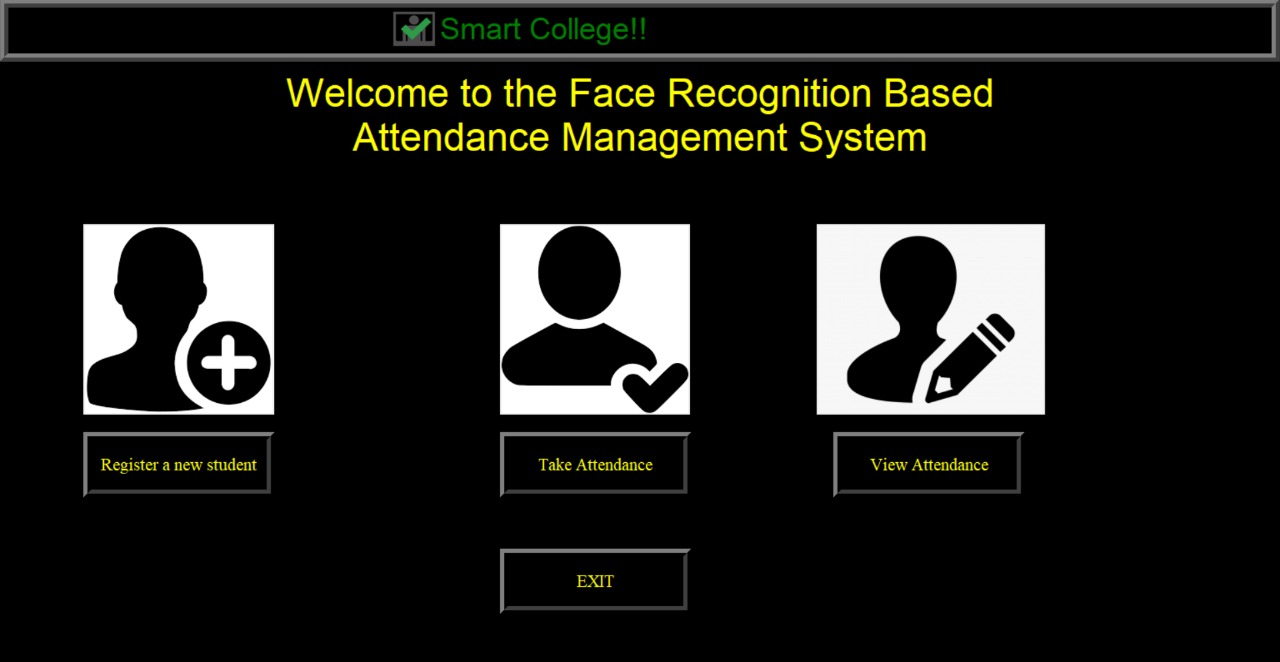 Smart College!!
Welcome to the Face Recognition Based
Attendance Management System
Register a new student
Take Attendance
View Attendance
EXIT